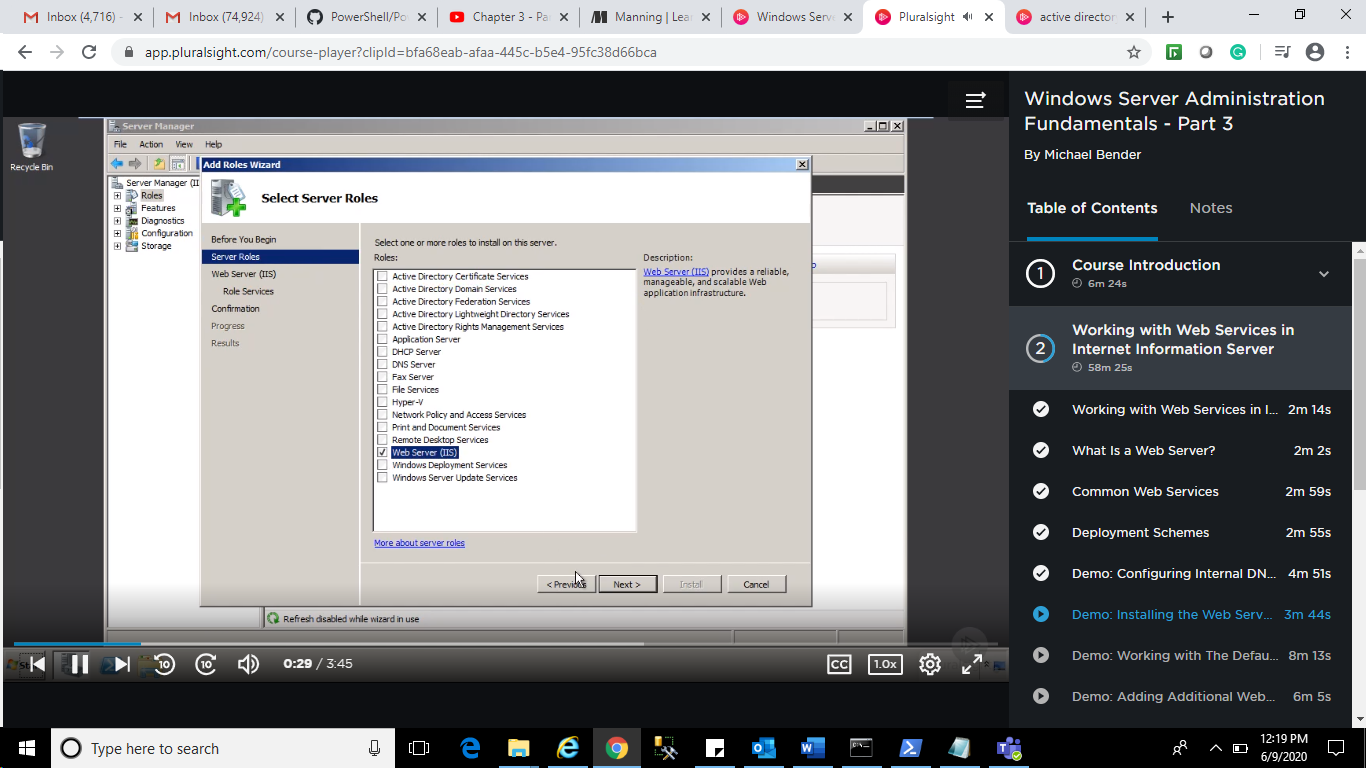 Inbox (4,716) -
Inbox (74,924)
PowerShell/Po
Chapter 3 - Pa
Manning | Lea
Windows Serv
Pluralsight
active director
app.pluralsight.com/course-player?clipId=bfa68eab-afaa-445c-b5e4-95fc38d66bca
Recycle Bin
Server Manager
File Action View Help
Server Manager (II
Roles
Features
Diagnostics
Configuration
Storage
Add Roles Wizard
Select Server Roles
Before You Begin
Server Roles
Web Server (IIS)
Role Services
Confirmation
Progress
Results
Select one or more roles to install on this server.
Roles:
Active Directory Certificate Services
Active Directory Domain Services
Active Directory Federation Services
Active Directory Lightweight Directory Services
Active Directory Rights Management Services
Application Server
DHCP Server
DNS Server
Fax Server
File Services
Hyper-V
Network Policy and Access Services
Print and Document Services
Remote Desktop Services
Web Server (IIS)
Windows Deployment Services
Windows Server Update Services
More about server roles
Description:
Web Server (IIS) provides a reliable,
manageable, and scalable Web
application infrastructure.
< Previous Next > Install Cancel
Refresh disabled while wizard in use
10 10 0:29 / 3:45 CC 1.0x
Windows Server Administration
Fundamentals - Part 3
By Michael Bender
Table of Contents Notes
1 Course Introduction
6m 24s
2 Working with Web Services in
Internet Information Server
58m 25s
Working with Web Services in I... 2m 14s
What Is a Web Server? 2m 2s
Common Web Services 2m 59s
Deployment Schemes 2m 55s
Demo: Configuring Internal DN... 4m 51s
Demo: Installing the Web Serv... 3m 44s
Demo: Working with The Defau... 8m 13s
Demo: Adding Additional Web... 6m 5s
Type here to search
12:19 PM
6/9/2020